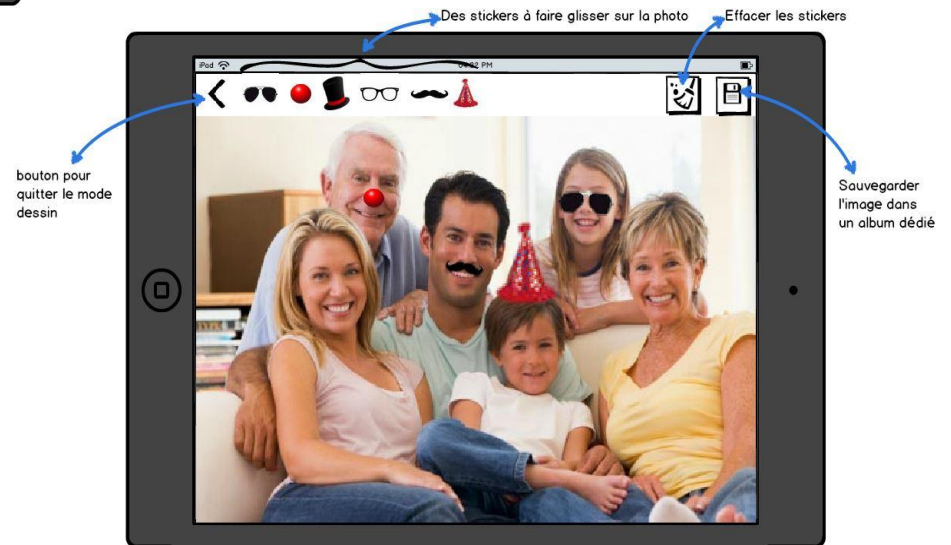 Des stickers à faire glisser sur la photo
Effacer les stickers
iPad
PM
bouton pour
quitter le mode
dessin
Sauvegarder
l'image dans
un album dédié